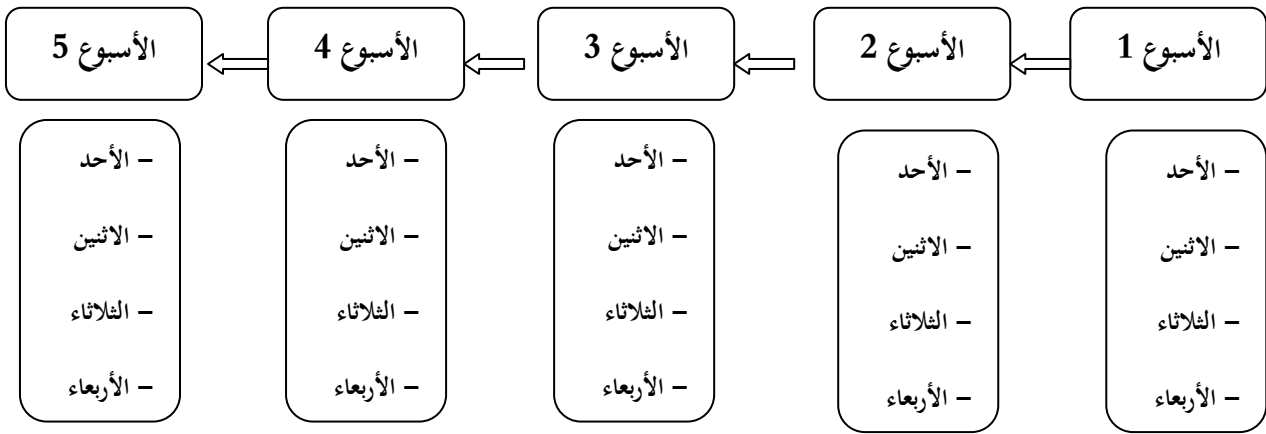 الأسبوع 1
الأسبوع 2
الأسبوع 3
الأسبوع 4
الأسبوع 5
– الأحد
– الاثنين
– الثلاثاء
– الأربعاء
– الأحد
– الاثنين
– الثلاثاء
– الأربعاء
– الأحد
– الاثنين
– الثلاثاء
– الأربعاء
– الأحد
– الاثنين
– الثلاثاء
– الأربعاء
– الأحد
– الاثنين
– الثلاثاء
– الأربعاء